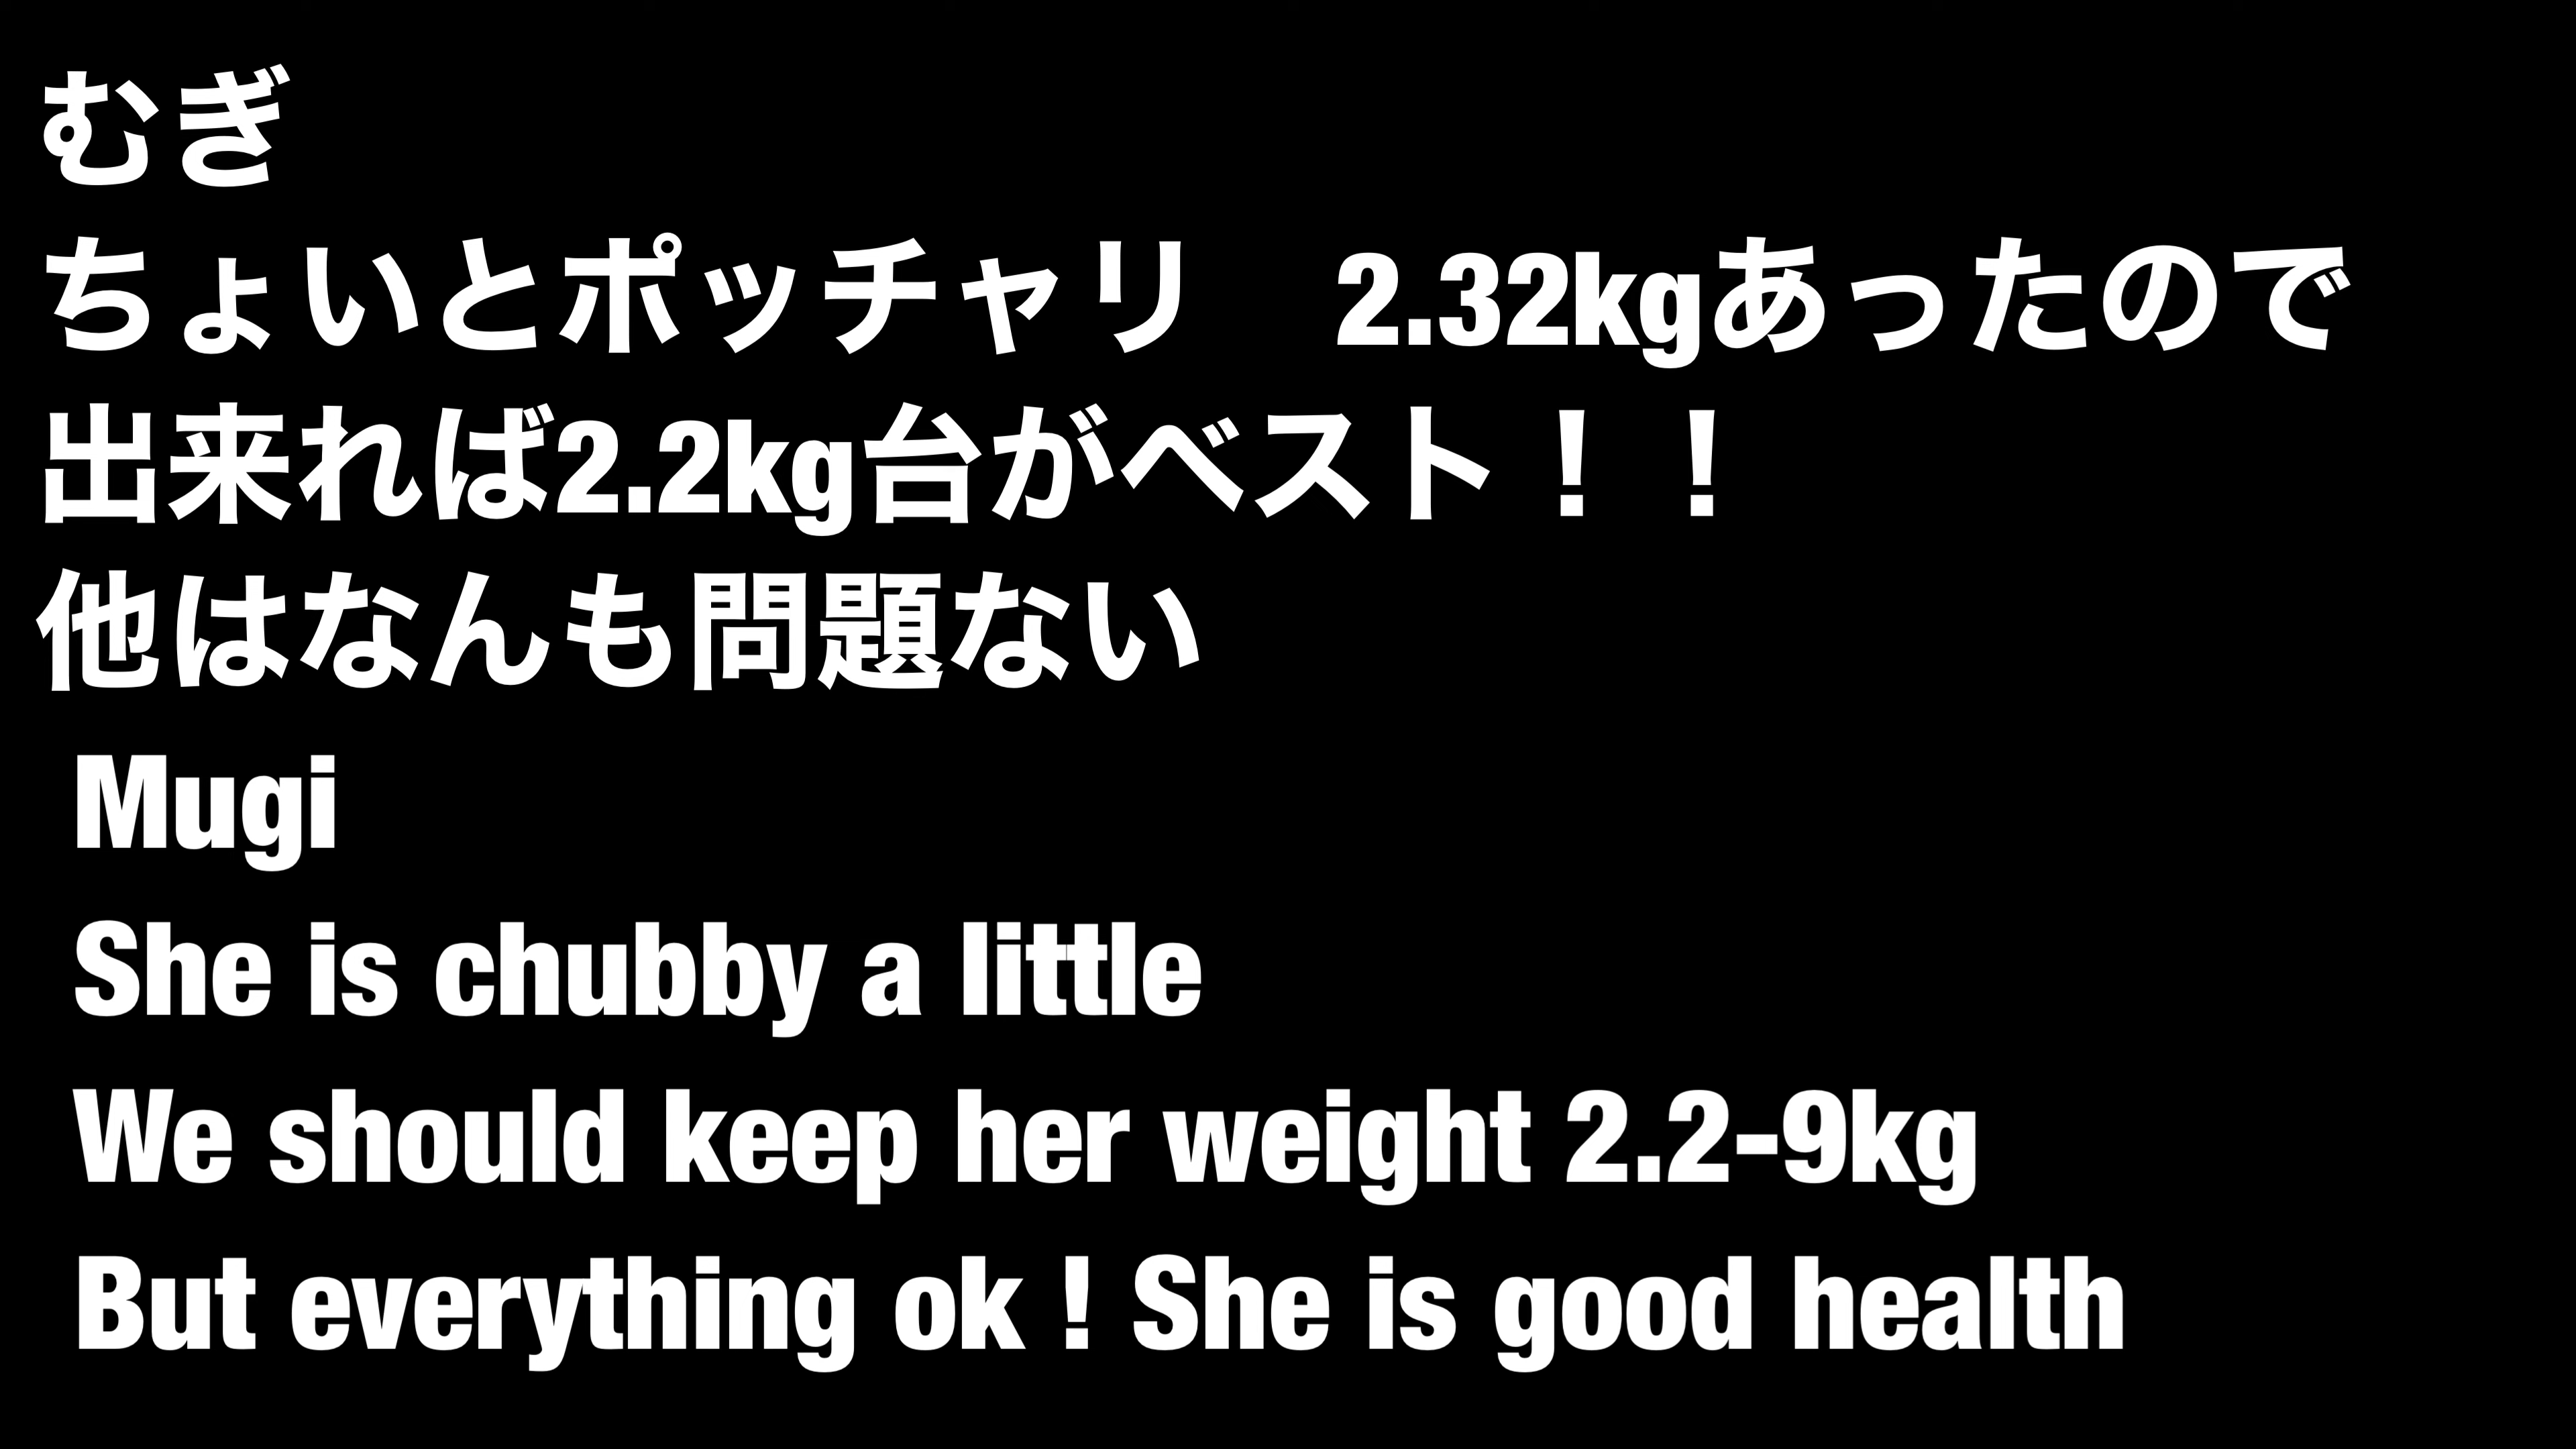 むぎ
ちょいとポッチャリ　2.32kgあったので
出来れば2.2kg台がベスト！！
他はなんも問題ない
Mugi
She is chubby a little
We should keep her weight 2.2-9kg
But everything ok ! She is good health